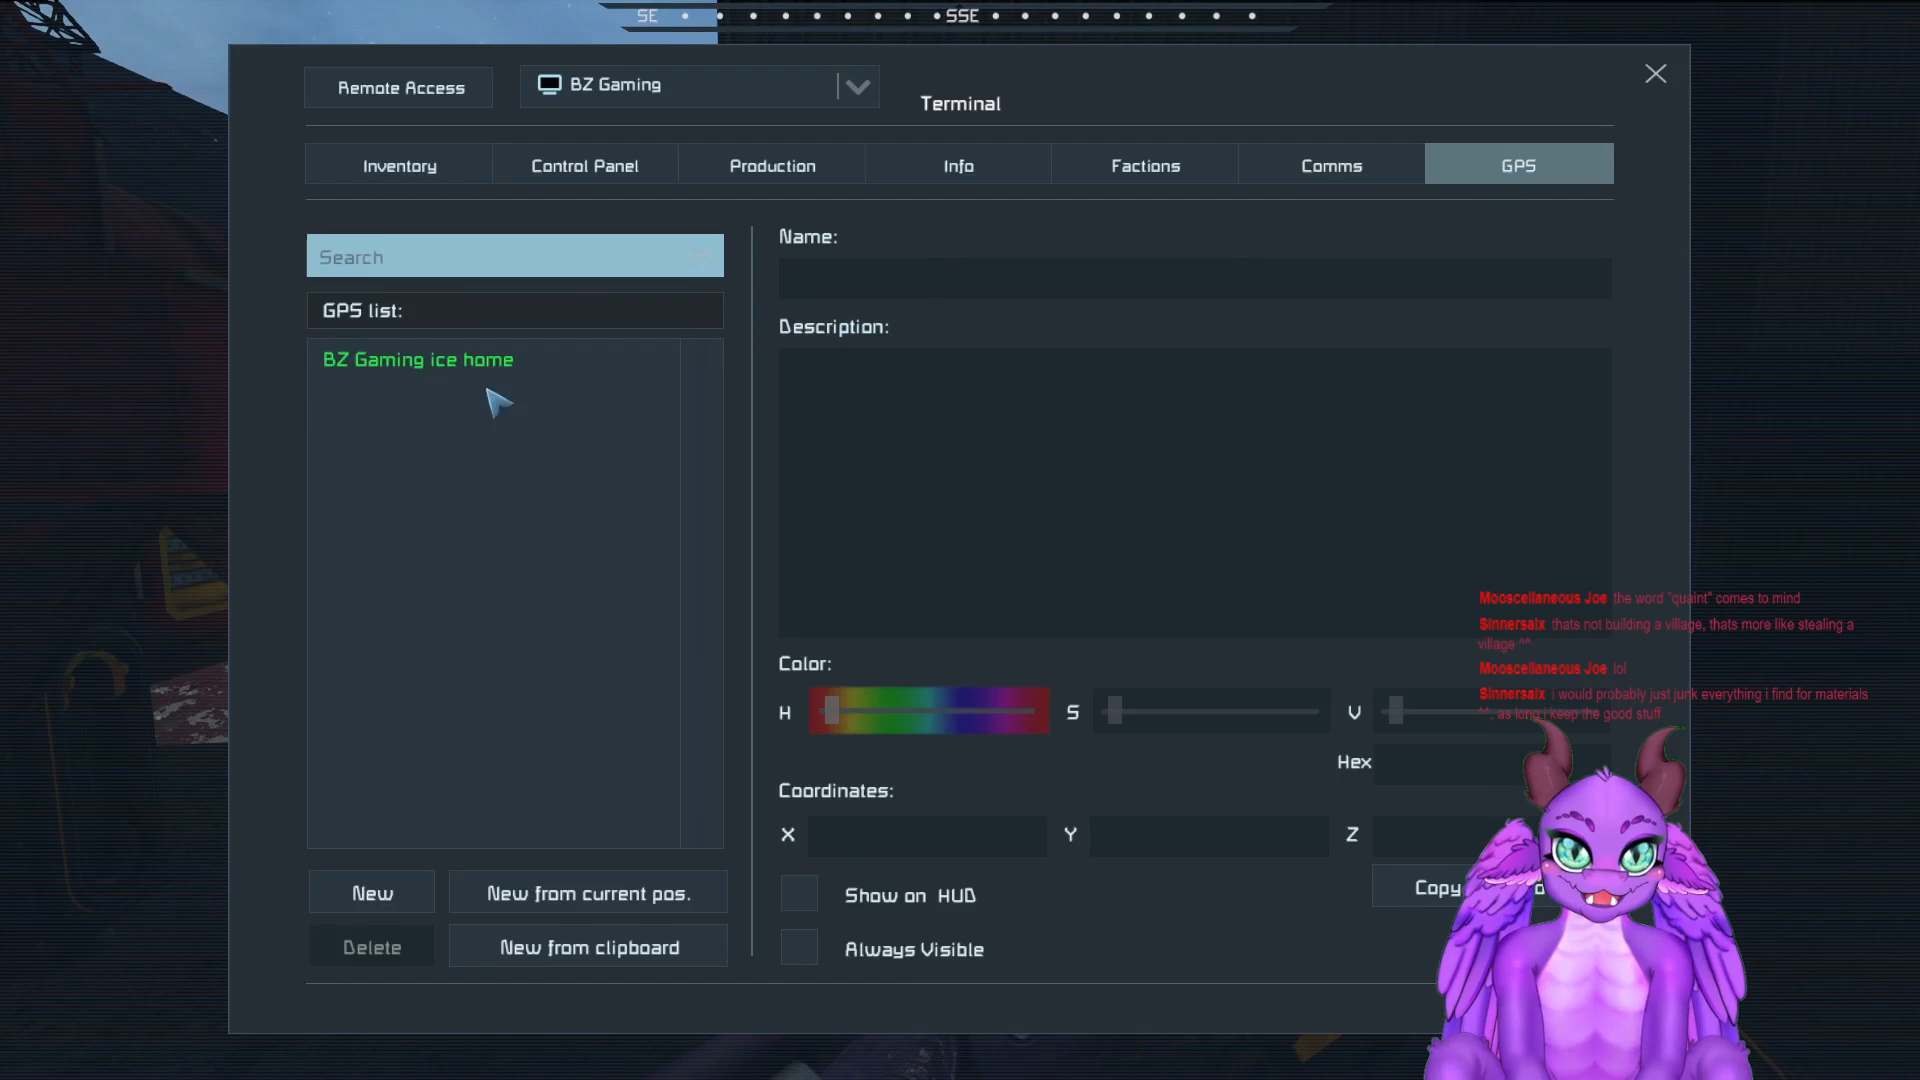 SE
SSE
Remote Access
BZ Gaming
Terminal
Inventory
Control Panel
Production
Info
Factions
Comms
GPS
Search
GPS list:
BZ Gaming ice home
New
New from current pos.
Delete
New from clipboard
Name:
Description:
Color:
H
S
V
Hex
Coordinates:
X
Y
Z
Show on HUD
Always Visible
Copy
Mooscellaneous Joe the word "quaint" comes to mind
Sinnersaix thats not building a village, thats more like stealing a
village ^^
Mooscellaneous Joe lol
Sinnersaix i would probably just junk everything i find for materials
^^, as long i keep the good stuff